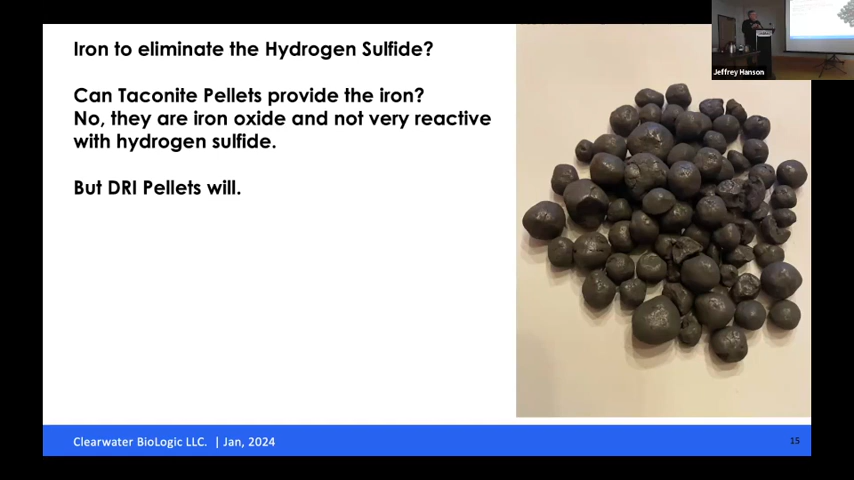 Iron to eliminate the Hydrogen Sulfide?
Can Taconite Pellets provide the iron?
No, they are iron oxide and not very reactive
with hydrogen sulfide.
But DRI Pellets will.
Jeffrey Hanson
Clearwater BioLogic LLC. | Jan, 2024
15